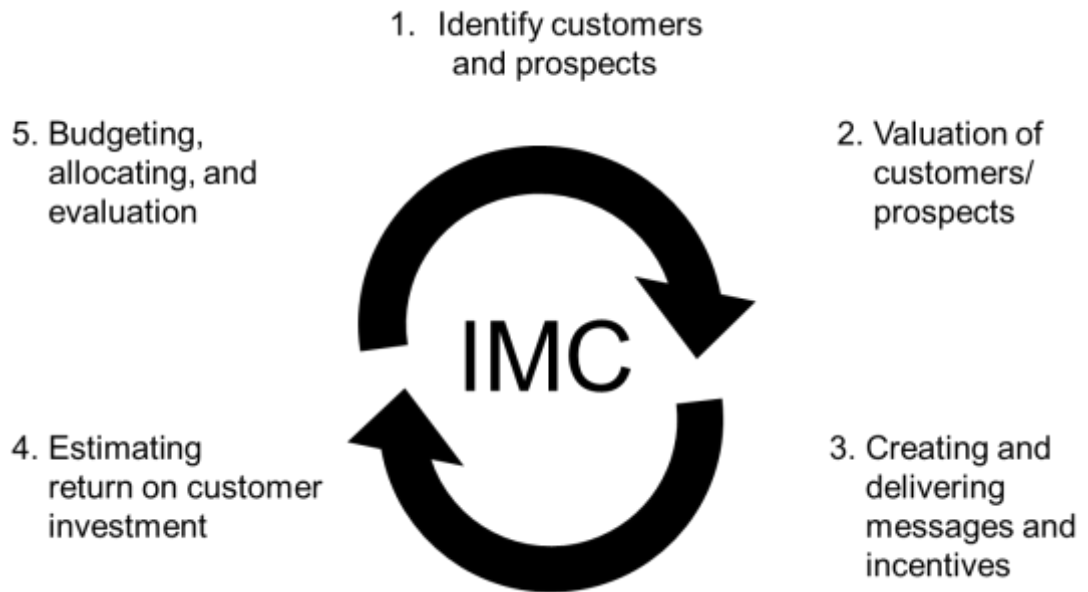 1. Identify customers
and prospects
2. Valuation of
customers/
prospects
3. Creating and
delivering
messages and
incentives
4. Estimating
return on customer
investment
5. Budgeting,
allocating, and
evaluation
IMC